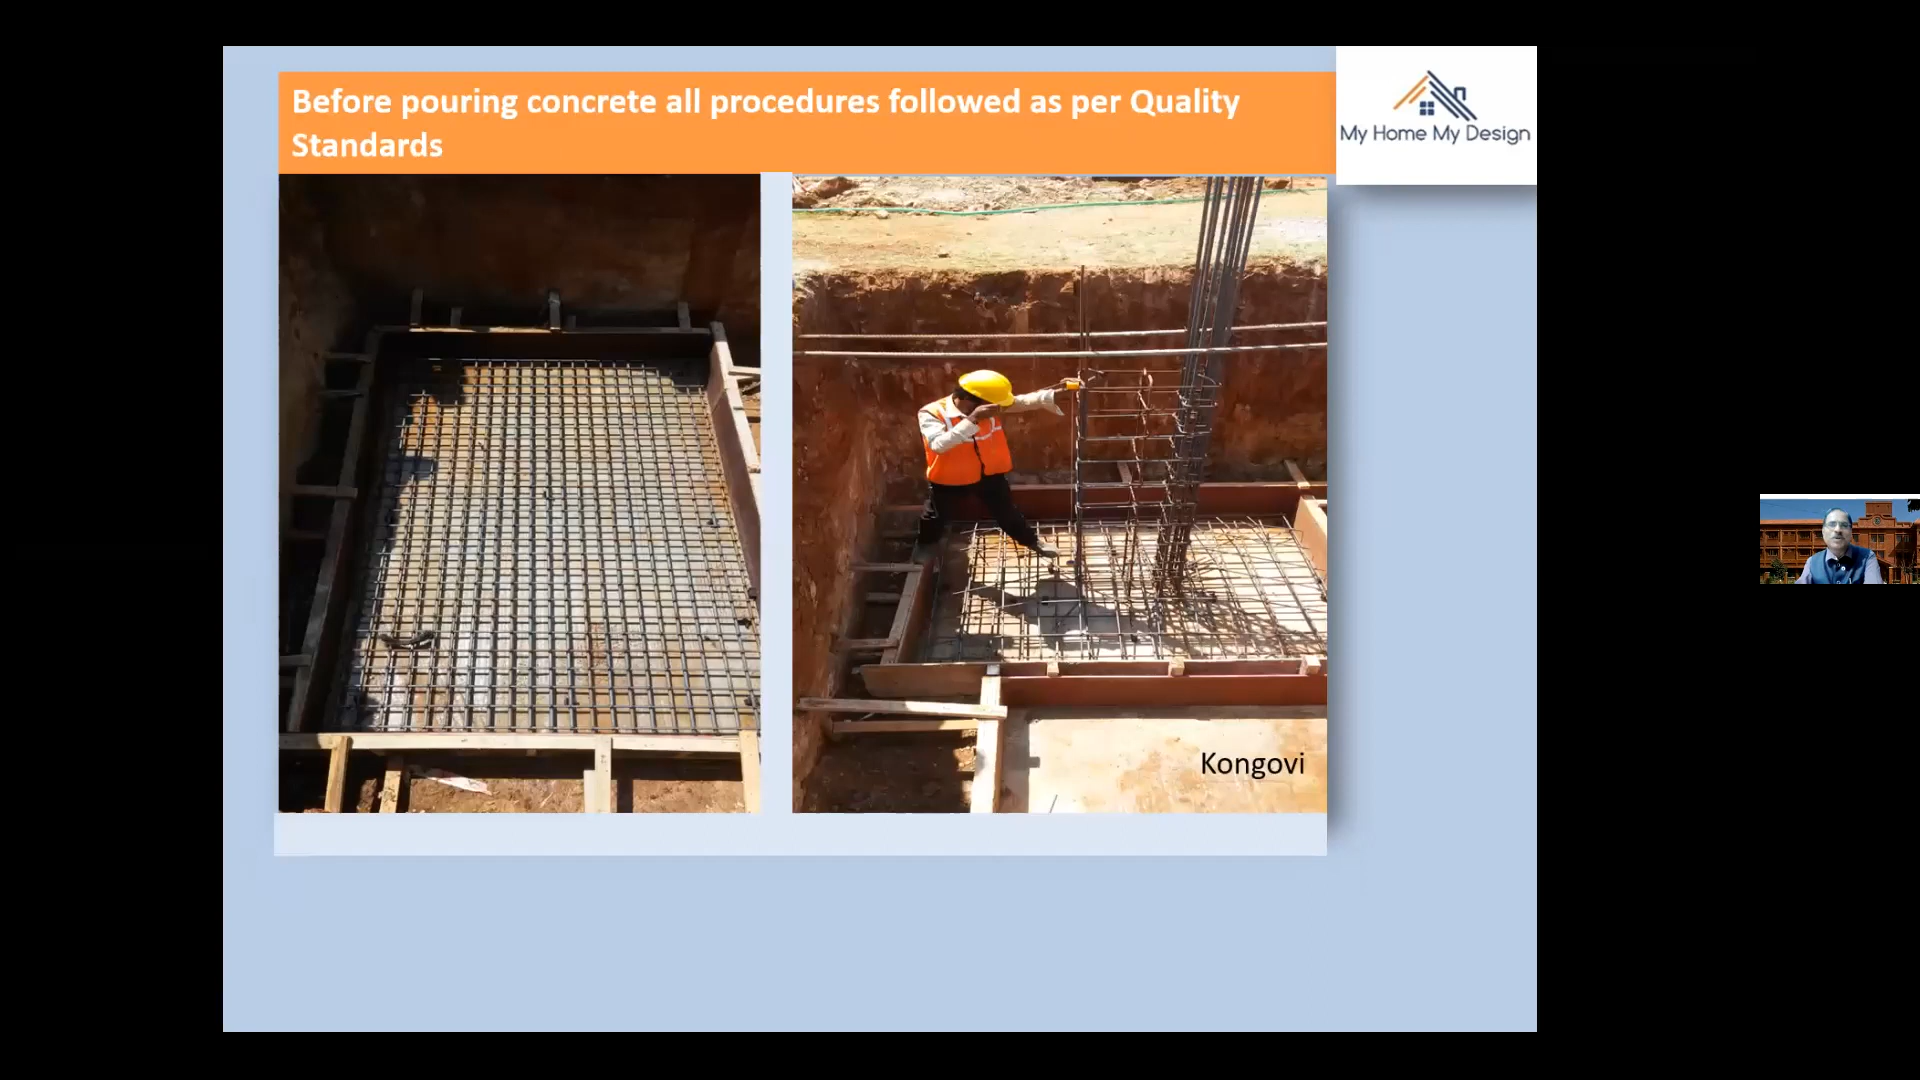 Before pouring concrete all procedures followed as per Quality
Standards
My Home My Design
Kongovi